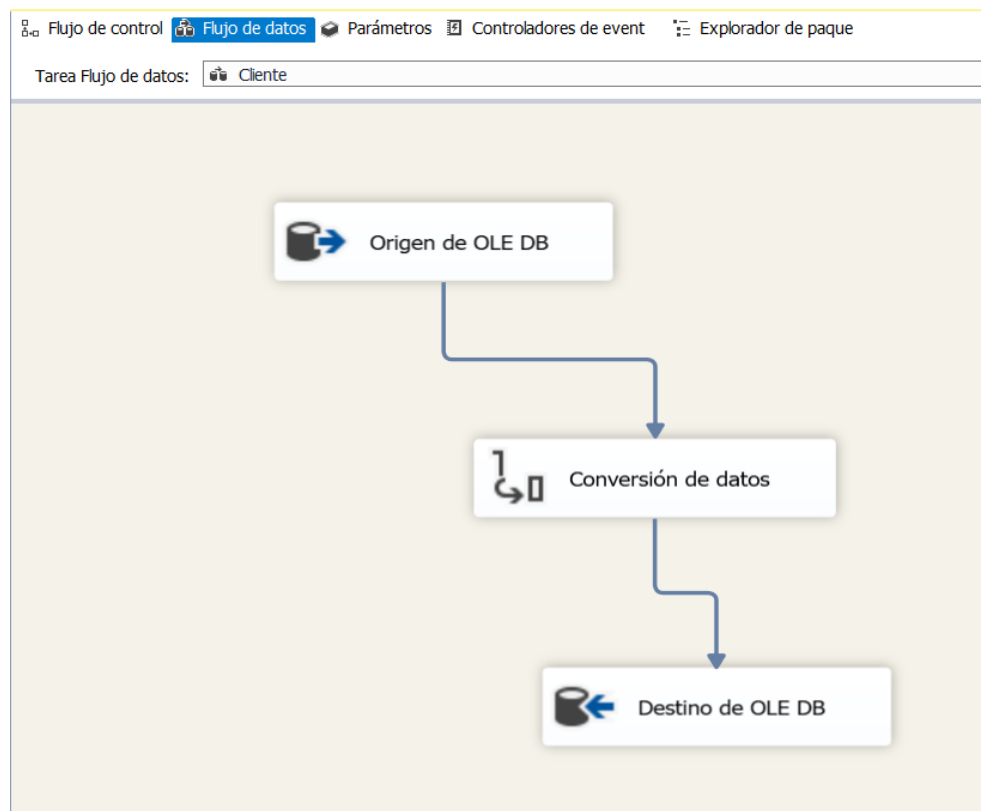 Flujo de control Flujo de datos Parámetros Controladores de event Explorador de paque
Tarea Flujo de datos: Cliente
Origen de OLE DB
Conversión de datos
Destino de OLE DB